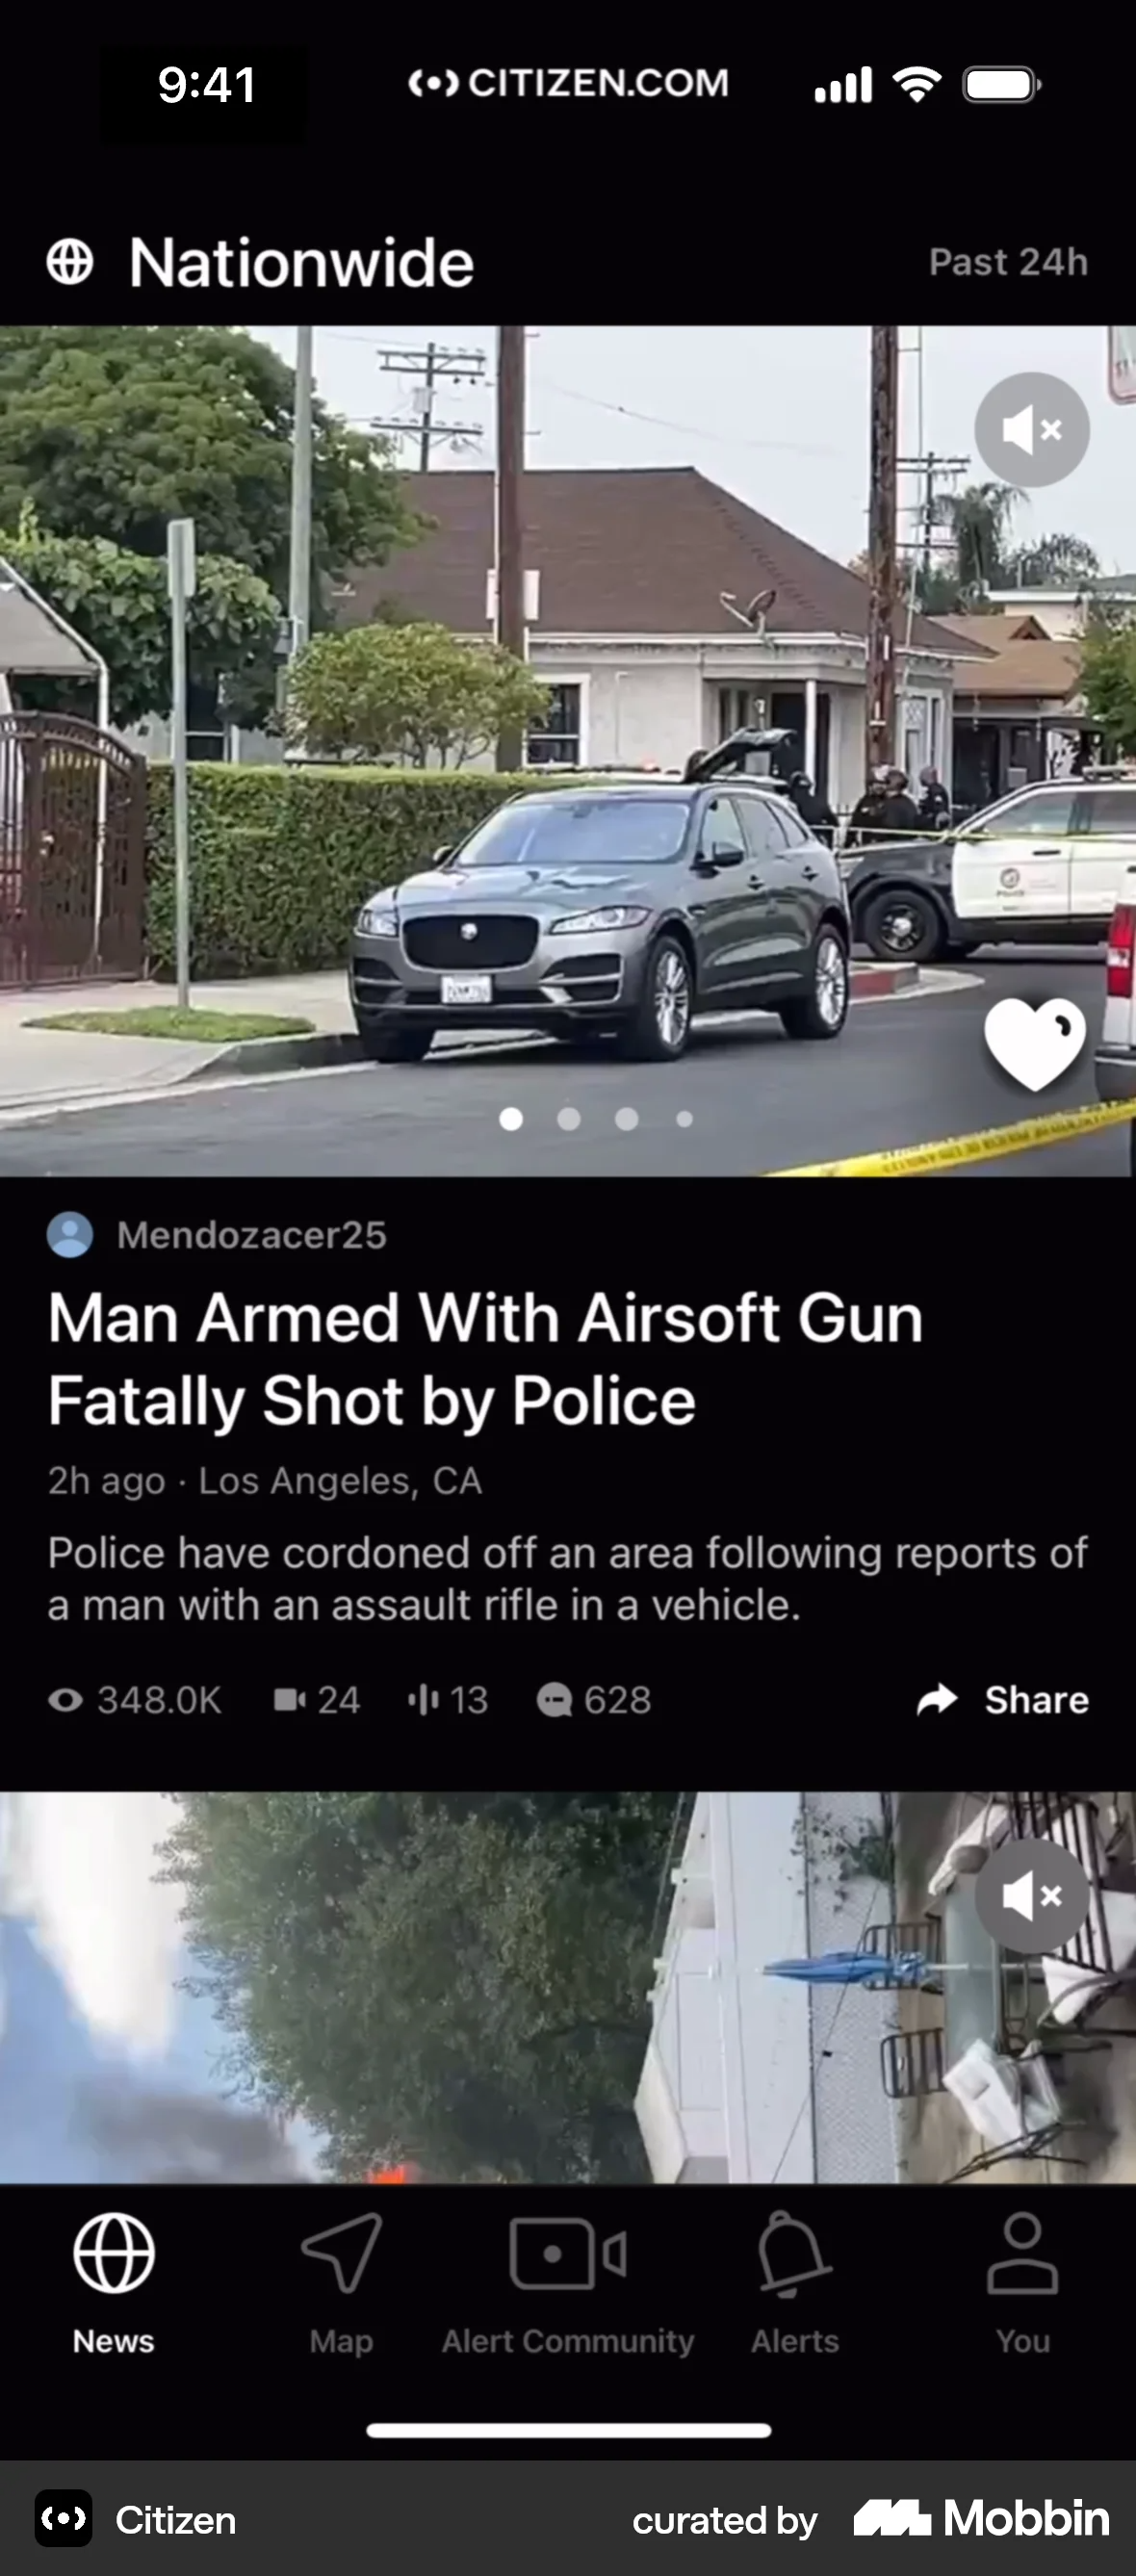 9:41
CITIZEN.COM
Nationwide
Past 24h
Mendozacer25
Man Armed With Airsoft Gun
Fatally Shot by Police
2h ago · Los Angeles, CA
Police have cordoned off an area following reports of
a man with an assault rifle in a vehicle.
348.0K 24 13 628 Share
News Map Alert Community Alerts You
Citizen
curated by Mobbin